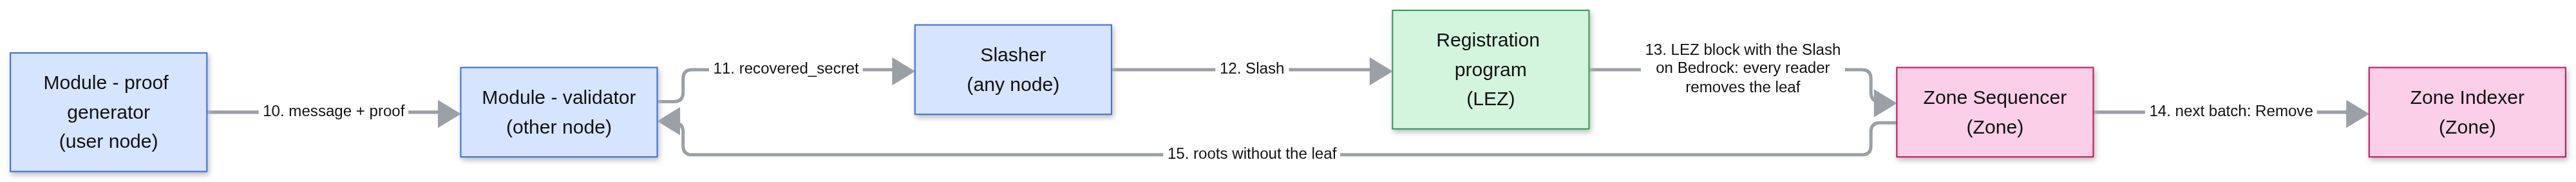 Module - proof
generator
(user node)
10. message + proof
Module - validator
(other node)
11. recovered_secret
Slasher
(any node)
12. Slash
Registration
program
(LEZ)
13. LEZ block with the Slash
on Bedrock: every reader
removes the leaf
Zone Sequencer
(Zone)
14. next batch: Remove
Zone Indexer
(Zone)
15. roots without the leaf